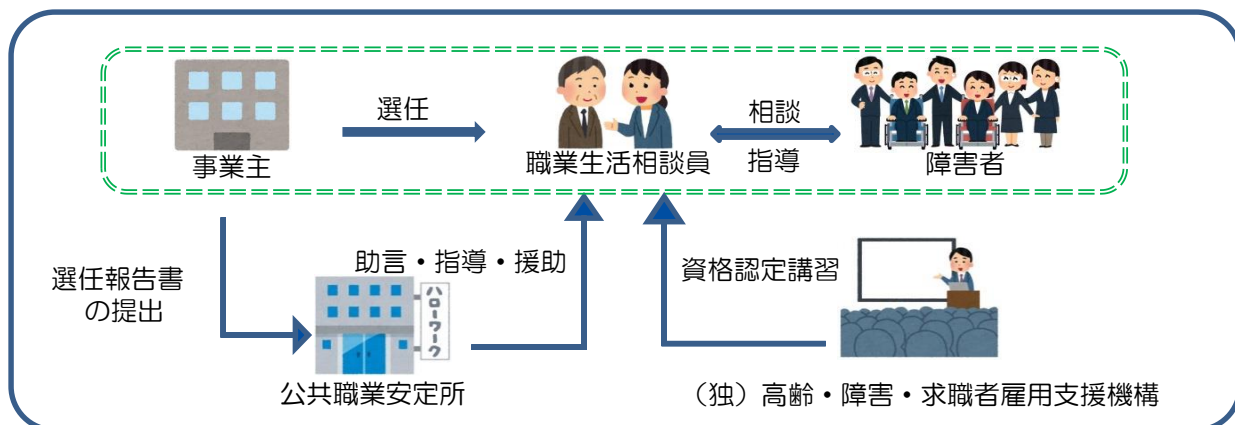 選任
相談
指導
事業主
職業生活相談員
障害者
選任報告書
の提出
助言・指導・援助
資格認定講習
ハローワーク
公共職業安定所
（独）高齢・障害・求職者雇用支援機構